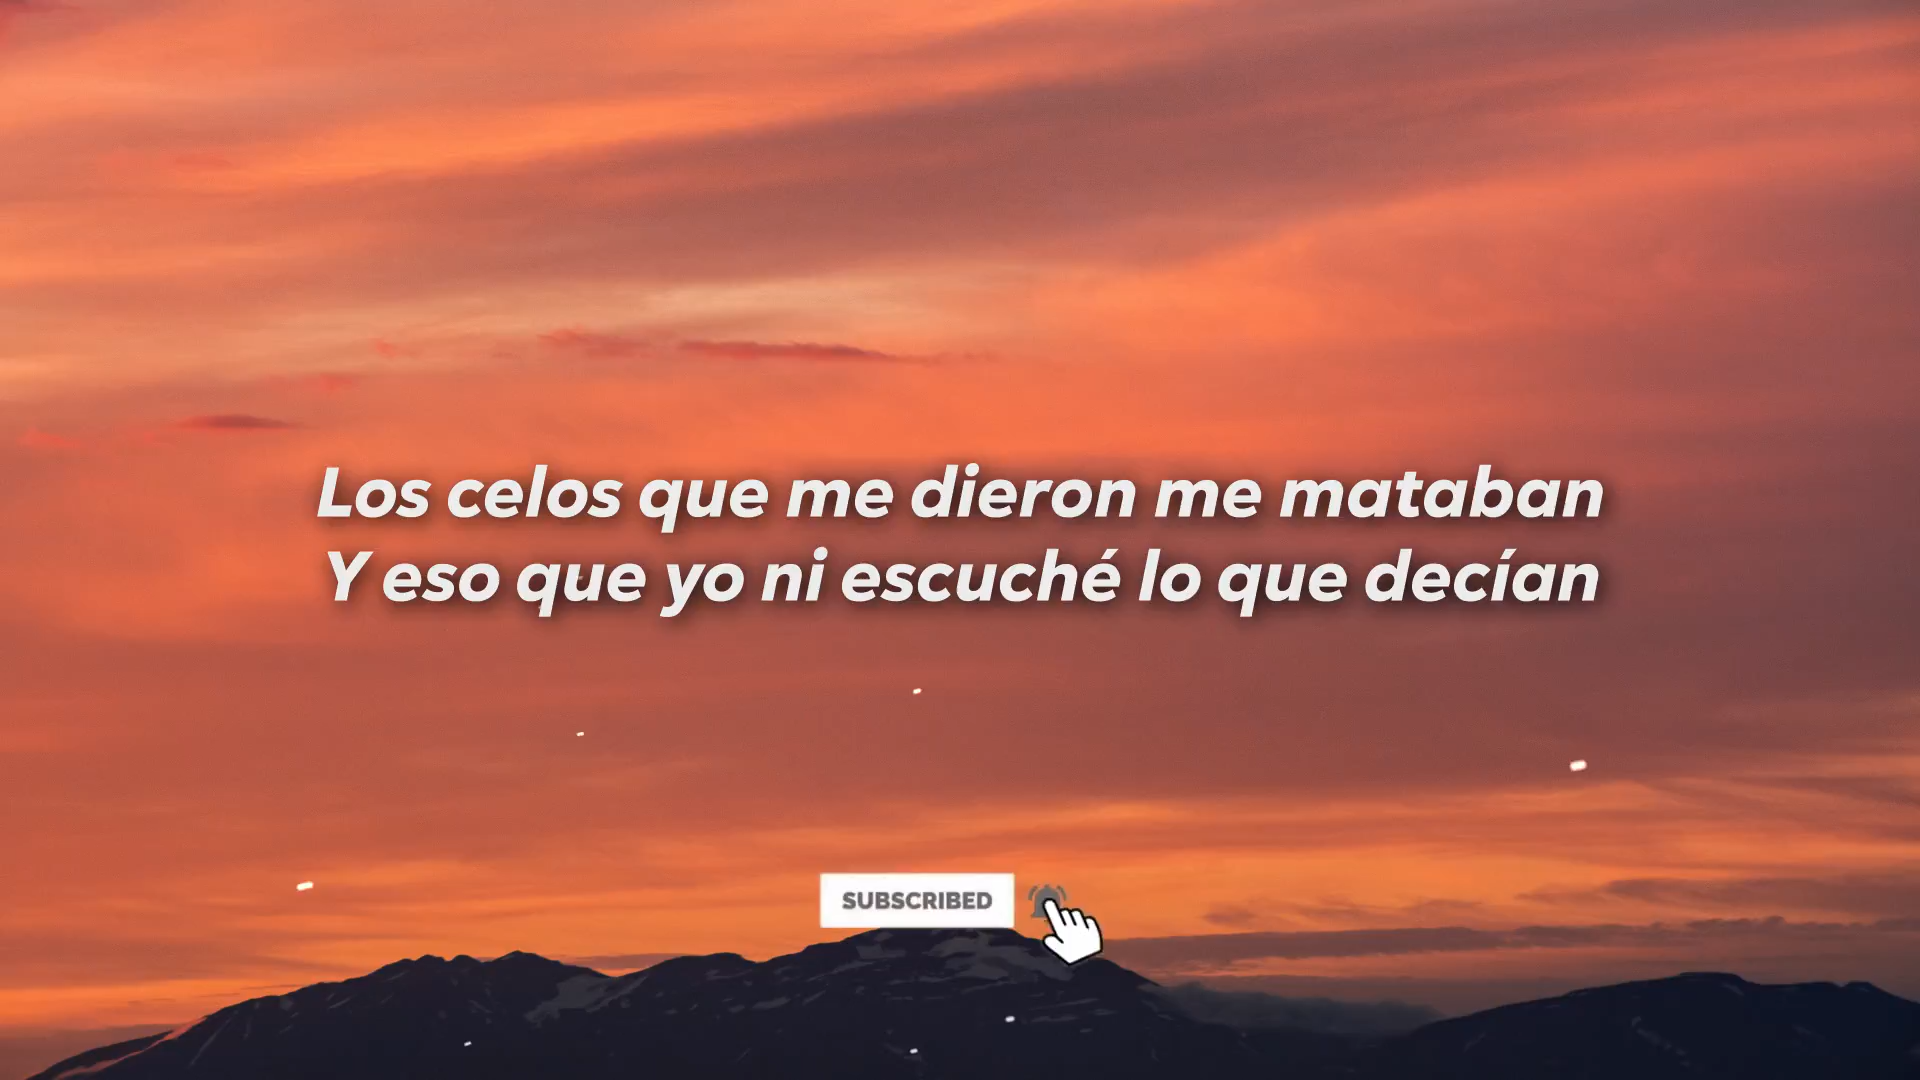 Los celos que me dieron me mataban
Y eso que yo ni escuché lo que decían
SUBSCRIBED